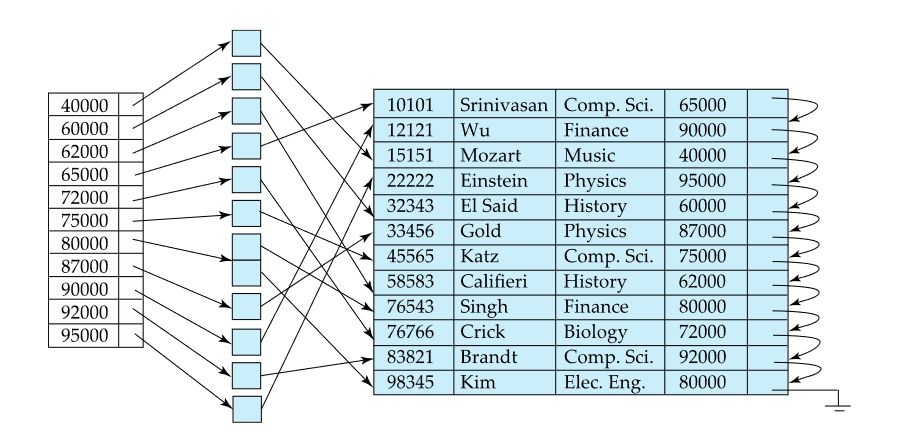 40000
60000
62000
65000
72000
75000
80000
87000
90000
92000
95000
10101 Srinivasan Comp. Sci. 65000
12121 Wu Finance 90000
15151 Mozart Music 40000
22222 Einstein Physics 95000
32343 El Said History 60000
33456 Gold Physics 87000
45565 Katz Comp. Sci. 75000
58583 Califieri History 62000
76543 Singh Finance 80000
76766 Crick Biology 72000
83821 Brandt Comp. Sci. 92000
98345 Kim Elec. Eng. 80000